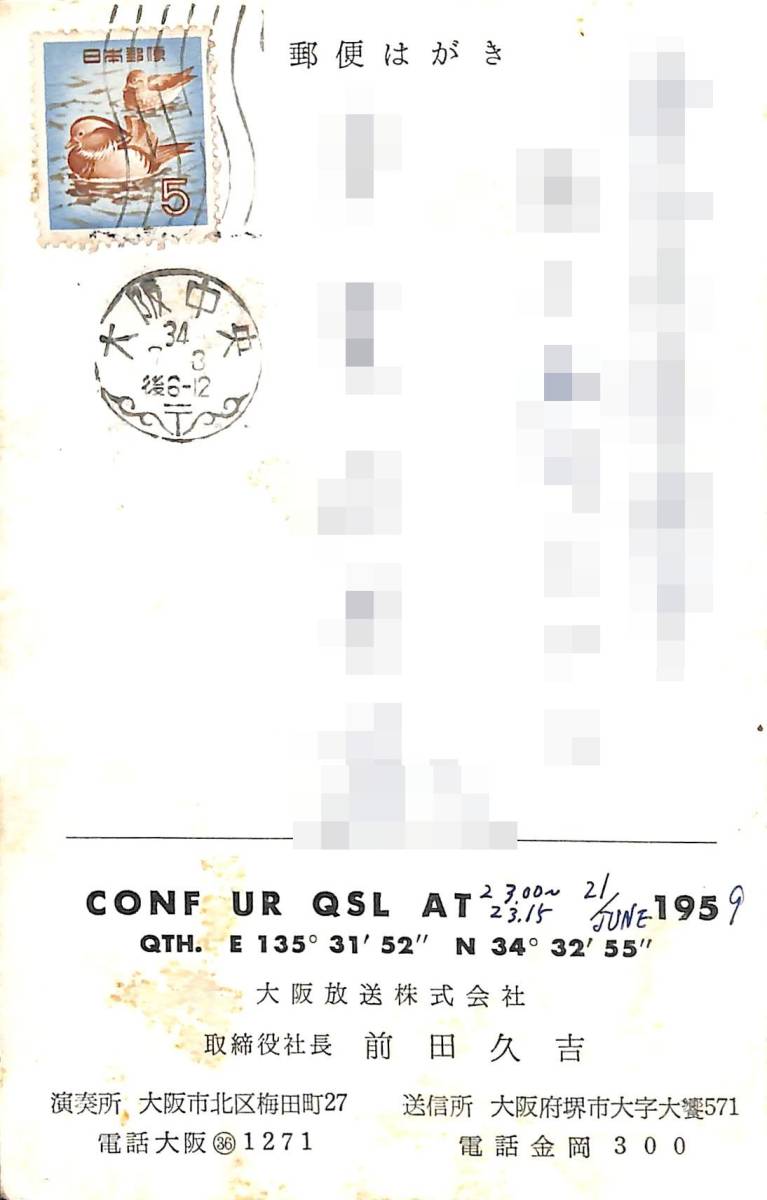 日本郵便
5
郵便はがき
大阪中央
34
後6-12
〒
CONF UR QSL AT 23.00~ 23.15 21/JUNE 1959
QTH. E 135° 31′ 52″ N 34° 32′ 55″
大阪放送株式会社
取締役社長 前田久吉
演奏所 大阪市北区梅田町27 送信所 大阪府堺市大字大饗571
電話大阪㊱1271 電話金岡300